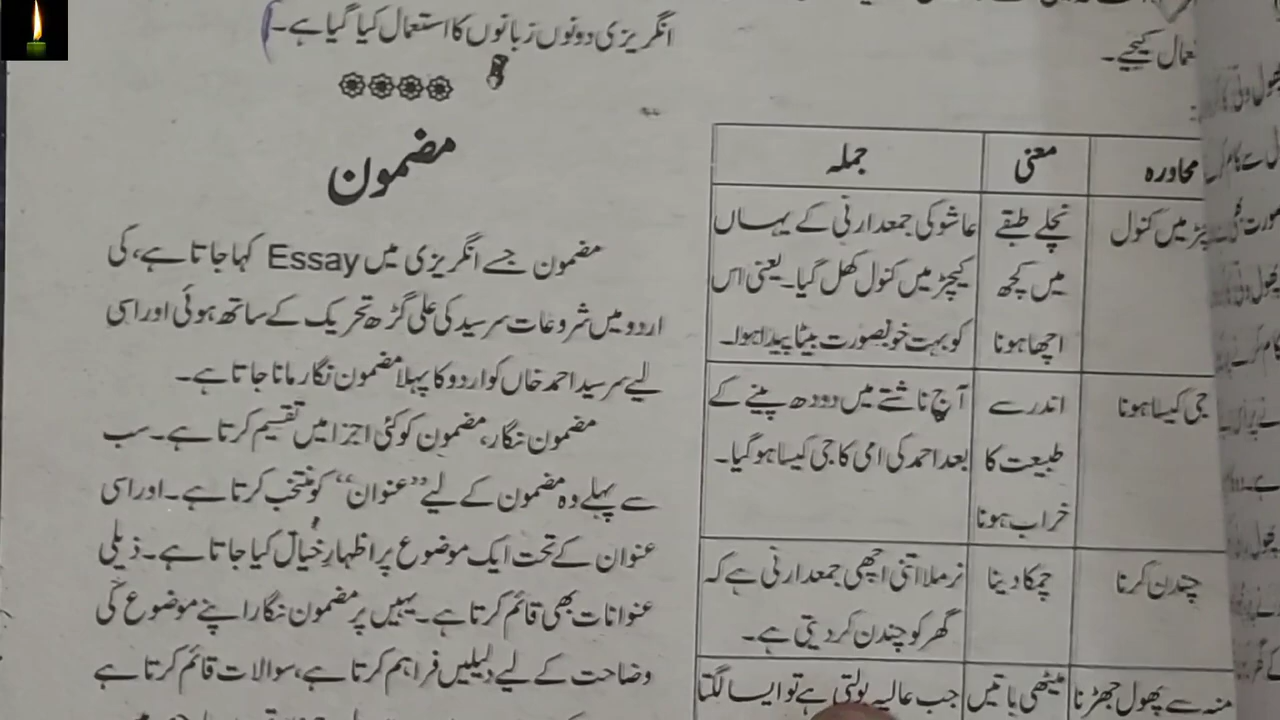 عمال کیجیے۔
محاورہ	معنی	جملہ
میں کنول	نچلے طبقے	عاشو کی جمعدارنی کے یہاں
میں کچھ	کیچڑ میں کنول کھل گیا۔ یعنی اس
اچھا ہونا	کو بہت خوبصورت بیٹا پیدا ہوا۔
جی کیسا ہونا	اندر سے	آج ناشتے میں دودھ پینے کے
طبیعت کا	بعد احمد کی امی کا جی کیسا ہوگیا۔
خراب ہونا
چندن کرنا	چمکا دینا	نرملا اتنی اچھی جمعدارنی ہے کہ
گھر کو چندن کر دیتی ہے۔
منہ سے پھول جھڑنا	میٹھی باتیں	جب عالیہ بولتی ہے تو ایسا لگتا
انگریزی دونوں زبانوں کا استعمال کیا گیا ہے۔
مضمون
مضمون جسے انگریزی میں Essay کہا جاتا ہے، کی
اردو میں شروعات سرسید کی علی گڑھ تحریک کے ساتھ ہوئی اور اسی
لیے سرسید احمد خاں کو اردو کا پہلا مضمون نگار مانا جاتا ہے۔
مضمون نگار، مضمون کو کئی اجزا میں تقسیم کرتا ہے۔ سب
سے پہلے وہ مضمون کے لیے ”عنوان“ کو منتخب کرتا ہے۔ اور اسی
عنوان کے تحت ایک موضوع پر اظہارِ خیال کیا جاتا ہے۔ ذیلی
عنوانات بھی قائم کرتا ہے۔ یہیں پر مضمون نگار اپنے موضوع کی
وضاحت کے لیے دلیلیں فراہم کرتا ہے، سوالات قائم کرتا ہے